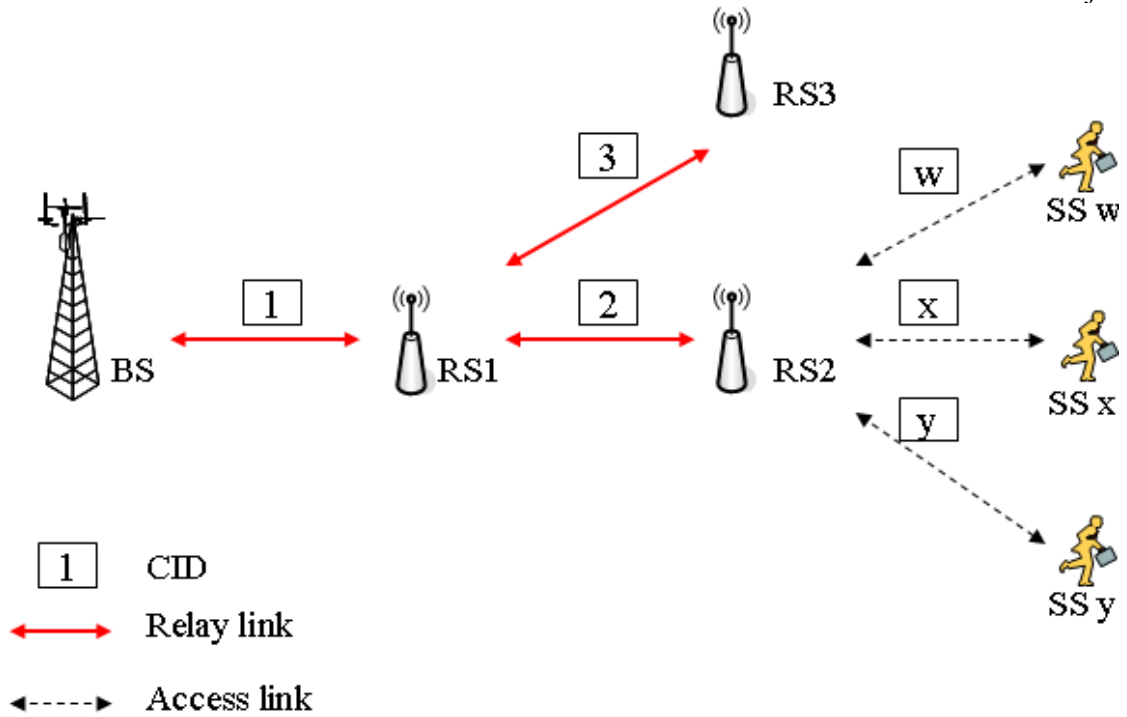 RS3
3
w
SS w
1
2
x
BS
RS1
RS2
SS x
y
1 CID
SS y
Relay link
Access link